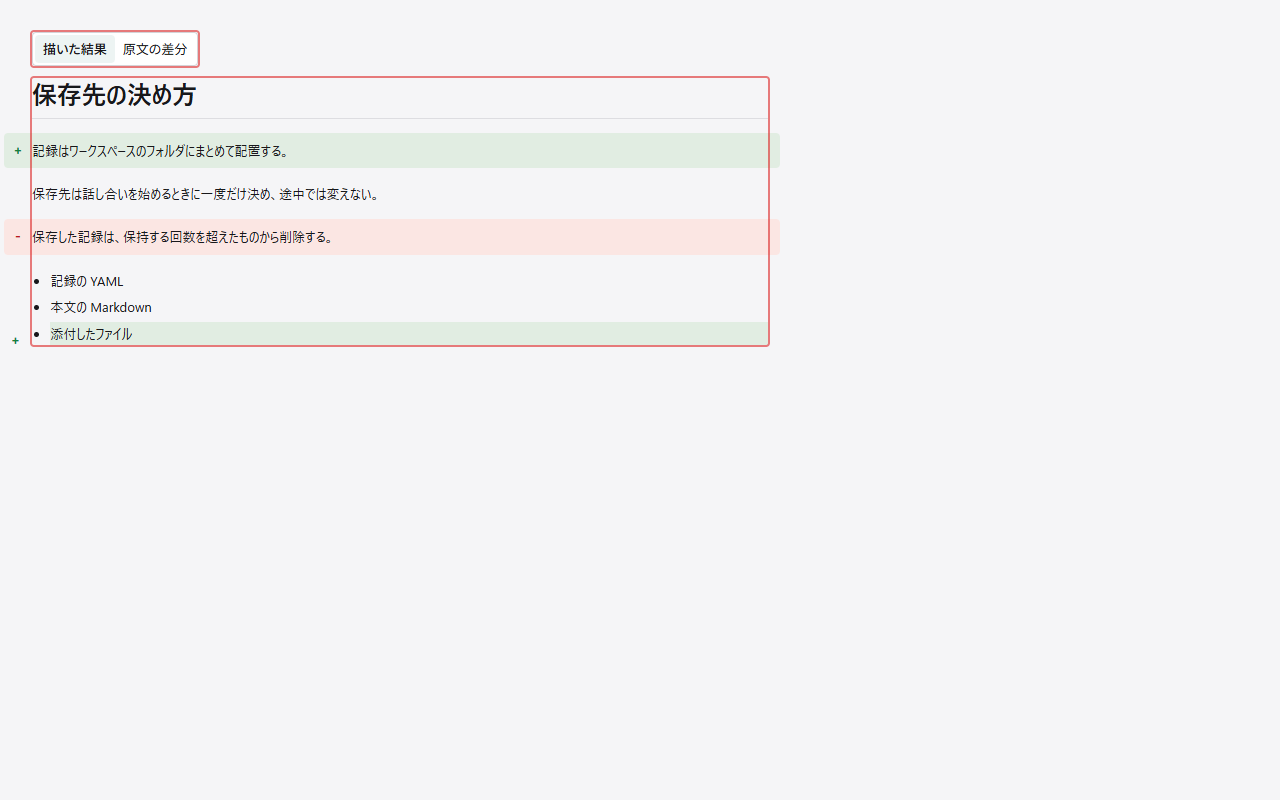 描いた結果 原文の差分
保存先の決め方
+ 記録はワークスペースのフォルダにまとめて配置する。
保存先は話し合いを始めるときに一度だけ決め、途中では変えない。
- 保存した記録は、保持する回数を超えたものから削除する。
• 記録の YAML
• 本文の Markdown
+ • 添付したファイル